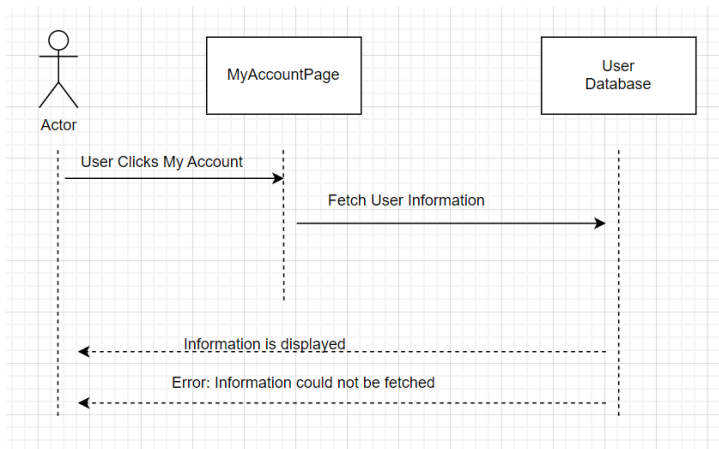 MyAccountPage
User
Database
Actor
User Clicks My Account
Fetch User Information
Information is displayed
Error: Information could not be fetched